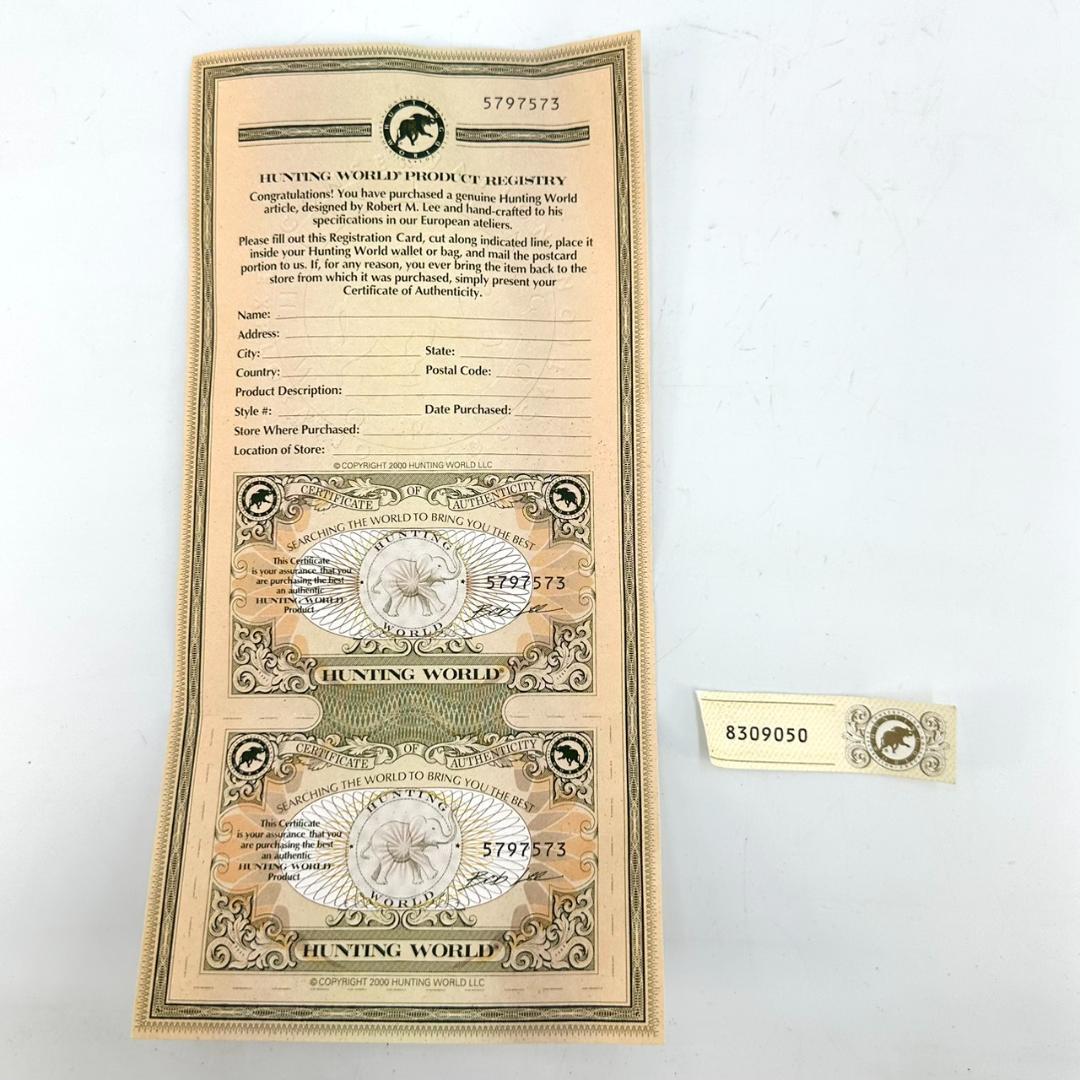 5797573
HUNTING WORLD
HUNTING WORLD® PRODUCT REGISTRY
Congratulations! You have purchased a genuine Hunting World
article, designed by Robert M. Lee and hand-crafted to his
specifications in our European ateliers.
Please fill out this Registration Card, cut along indicated line, place it
inside your Hunting World wallet or bag, and mail the postcard
portion to us. If, for any reason, you ever bring the item back to the
store from which it was purchased, simply present your
Certificate of Authenticity.
Name:
Address:
City: State:
Country: Postal Code:
Product Description:
Style #: Date Purchased:
Store Where Purchased:
Location of Store:
© COPYRIGHT 2000 HUNTING WORLD LLC
CERTIFICATE OF AUTHENTICITY
SEARCHING THE WORLD TO BRING YOU THE BEST
HUNTING WORLD
This Certificate
is your assurance that you
are purchasing the best
an authentic
HUNTING WORLD
Product
5797573
Bob Lee
HUNTING WORLD®
CERTIFICATE OF AUTHENTICITY
SEARCHING THE WORLD TO BRING YOU THE BEST
HUNTING WORLD
This Certificate
is your assurance that you
are purchasing the best
an authentic
HUNTING WORLD
Product
5797573
Bob Lee
HUNTING WORLD®
© COPYRIGHT 2000 HUNTING WORLD LLC
8309050